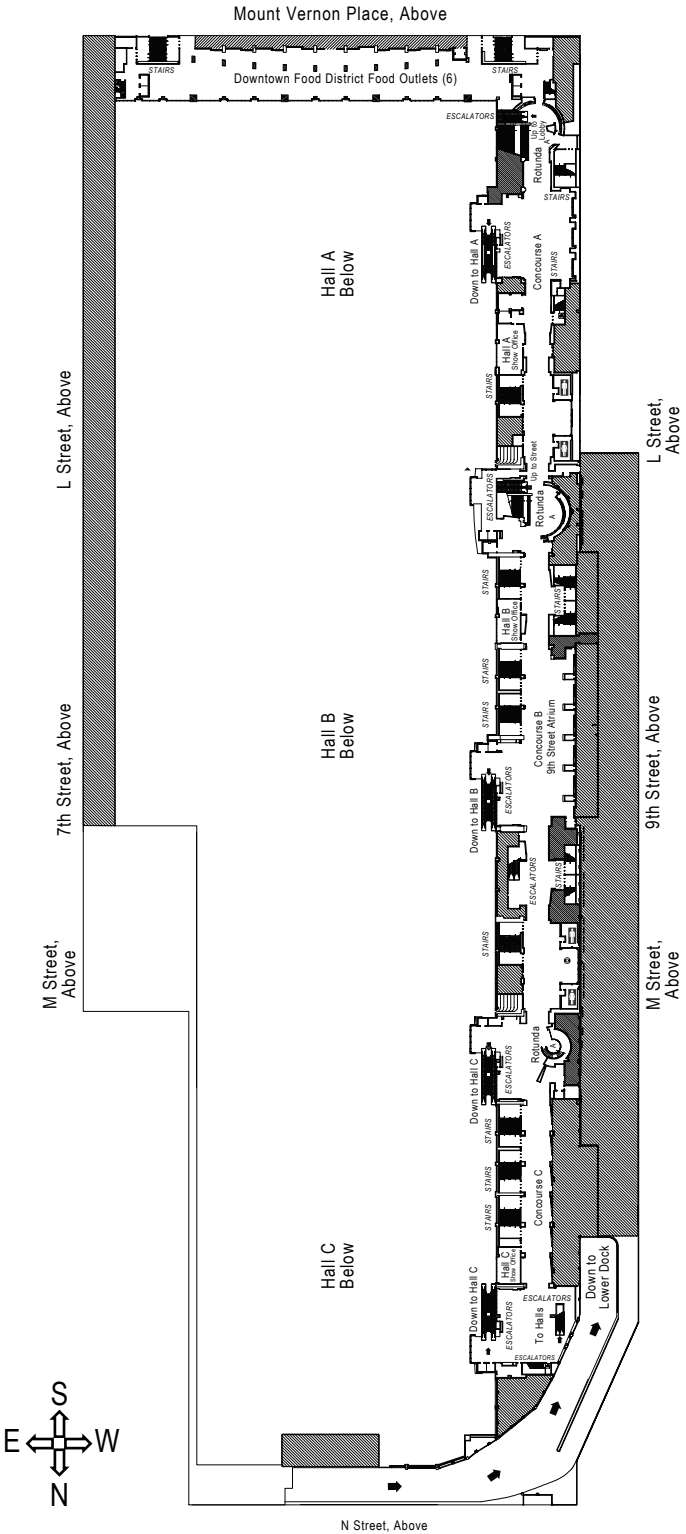 Mount Vernon Place, Above
STAIRS
STAIRS
Downtown Food District Food Outlets (6)
ESCALATORS
Up to
Lobby
A
Rotunda
STAIRS
Hall A
Below
Down to Hall A
ESCALATORS
Concourse A
STAIRS
Hall A
Show Office
STAIRS
L Street, Above
L Street,
Above
Up to Street
ESCALATORS
Rotunda
A
STAIRS
Hall B
Show Office
STAIRS
STAIRS
STAIRS
Hall B
Below
Concourse B
9th Street Atrium
7th Street, Above
9th Street, Above
Down to Hall B
ESCALATORS
ESCALATORS
STAIRS
STAIRS
M Street,
Above
M Street,
Above
Rotunda
A
Down to Hall C
ESCALATORS
STAIRS
STAIRS
STAIRS
Concourse C
Hall C
Below
Hall C
Show Office
Down to
Lower Dock
Down to Hall C
ESCALATORS
ESCALATORS
To Halls
ESCALATORS
S
E
W
N
N Street, Above